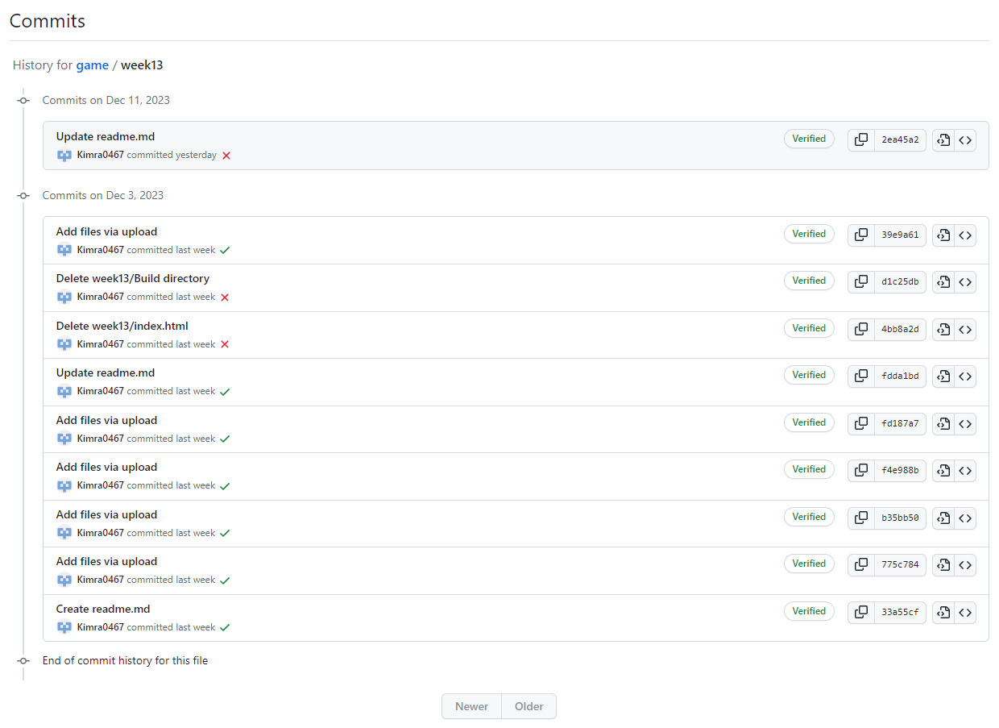 Commits
History for game / week13
Commits on Dec 11, 2023
Update readme.md
Verified
2ea45a2
Kimra0467 committed yesterday
Commits on Dec 3, 2023
Add files via upload
Verified
39e9a61
Kimra0467 committed last week
Delete week13/Build directory
Verified
d1c25db
Kimra0467 committed last week
Delete week13/index.html
Verified
4bb8a2d
Kimra0467 committed last week
Update readme.md
Verified
fdda1bd
Kimra0467 committed last week
Add files via upload
Verified
fd187a7
Kimra0467 committed last week
Add files via upload
Verified
f4e988b
Kimra0467 committed last week
Add files via upload
Verified
b35bb50
Kimra0467 committed last week
Add files via upload
Verified
775c784
Kimra0467 committed last week
Create readme.md
Verified
33a55cf
Kimra0467 committed last week
End of commit history for this file
Newer
Older